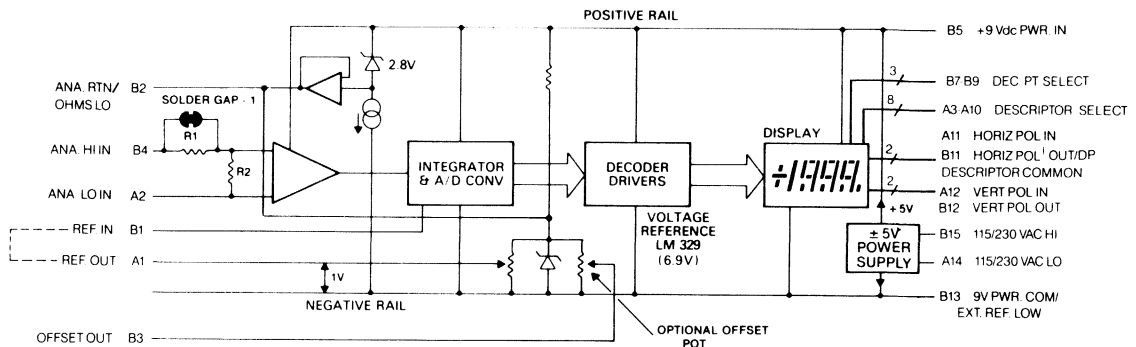 POSITIVE RAIL
B5 +9 Vdc PWR. IN
2.8V
3
B7-B9 DEC PT SELECT
ANA. RTN/ B2
OHMS LO
SOLDER GAP - 1
8
A3-A10 DESCRIPTOR SELECT
R1
DISPLAY
A11 HORIZ POL IN
ANA. HI IN B4
INTEGRATOR
& A/D CONV
DECODER
DRIVERS
2
B11 HORIZ POL OUT/DP
DESCRIPTOR COMMON
R2
2
A12 VERT POL IN
ANA. LO IN A2
+5V
B12 VERT POL OUT
VOLTAGE
REFERENCE
LM 329
(6.9V)
± 5V
POWER
SUPPLY
REF IN B1
B15 115/230 VAC HI
REF OUT A1
A14 115/230 VAC LO
1V
NEGATIVE RAIL
B13 9V PWR. COM/
EXT. REF. LOW
OFFSET OUT B3
OPTIONAL OFFSET
POT